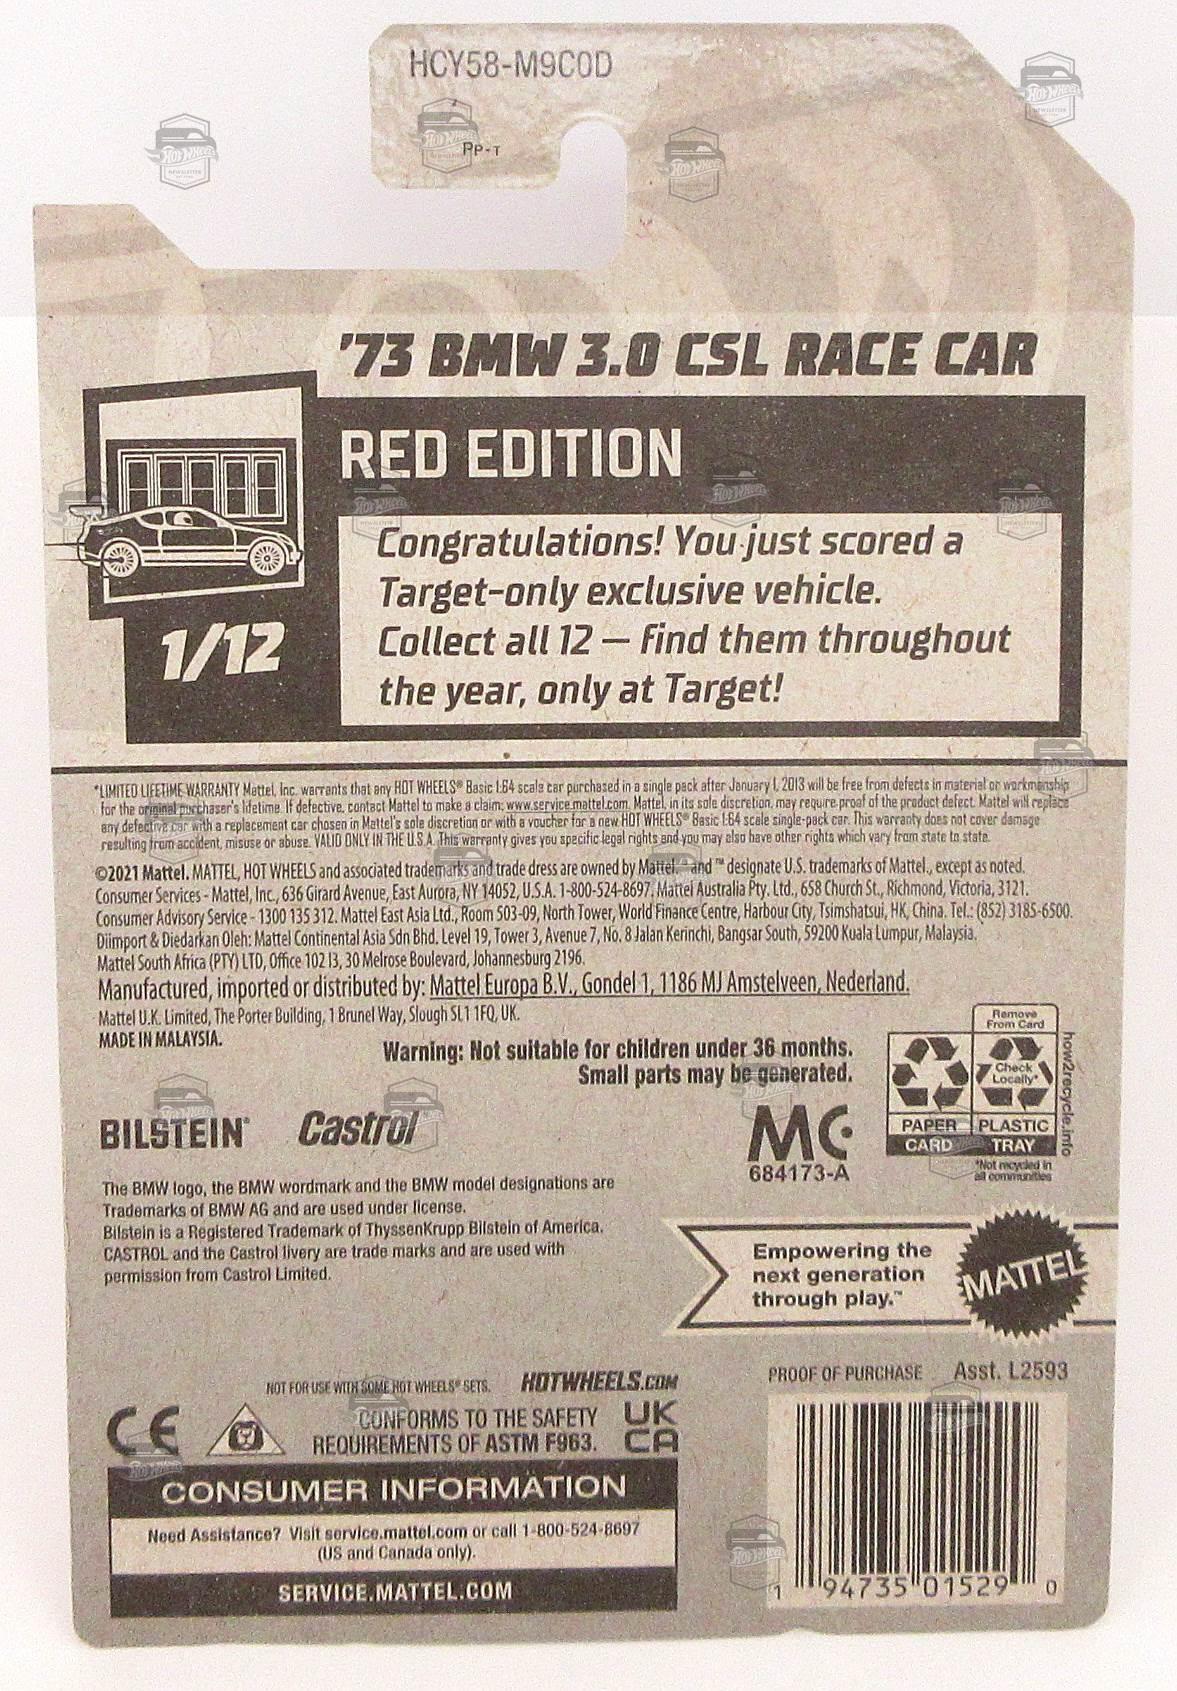 HCY58-M9C0D
PP-T
'73 BMW 3.0 CSL RACE CAR
RED EDITION
Congratulations! You just scored a
Target-only exclusive vehicle.
Collect all 12 — find them throughout
the year, only at Target!
1/12
*LIMITED LIFETIME WARRANTY Mattel, Inc. warrants that any HOT WHEELS® Basic 1:64 scale car purchased in a single pack after January 1, 2013 will be free from defects in material or workmanship
for the original purchaser's lifetime. If defective, contact Mattel to make a claim: www.service.mattel.com. Mattel, in its sole discretion, may require proof of the product defect. Mattel will replace
any defective car with a replacement car chosen in Mattel's sole discretion or with a voucher for a new HOT WHEELS® Basic 1:64 scale single-pack car. This warranty does not cover damage
resulting from accident, misuse or abuse. VALID ONLY IN THE U.S.A. This warranty gives you specific legal rights and you may also have other rights which vary from state to state.
©2021 Mattel. MATTEL, HOT WHEELS and associated trademarks and trade dress are owned by Mattel. ® and ™ designate U.S. trademarks of Mattel., except as noted.
Consumer Services - Mattel, Inc., 636 Girard Avenue, East Aurora, NY 14052, U.S.A. 1-800-524-8697. Mattel Australia Pty. Ltd., 658 Church St., Richmond, Victoria, 3121.
Consumer Advisory Service - 1300 135 312. Mattel East Asia Ltd., Room 503-09, North Tower, World Finance Centre, Harbour City, Tsimshatsui, HK, China. Tel.: (852) 3185-6500.
Diimport & Diedarkan Oleh: Mattel Continental Asia Sdn Bhd. Level 19, Tower 3, Avenue 7, No. 8 Jalan Kerinchi, Bangsar South, 59200 Kuala Lumpur, Malaysia.
Mattel South Africa (PTY) LTD, Office 102 I3, 30 Melrose Boulevard, Johannesburg 2196.
Manufactured, imported or distributed by: Mattel Europa B.V., Gondel 1, 1186 MJ Amstelveen, Nederland.
Mattel U.K. Limited, The Porter Building, 1 Brunel Way, Slough SL1 1FQ, UK.
MADE IN MALAYSIA.
Warning: Not suitable for children under 36 months.
Small parts may be generated.
Remove
From Card
Check
Locally*
PAPER
PLASTIC
CARD
TRAY
*Not recycled in
all communities
how2recycle.info
BILSTEIN®
Castrol
MC
684173-A
The BMW logo, the BMW wordmark and the BMW model designations are
Trademarks of BMW AG and are used under license.
Bilstein is a Registered Trademark of ThyssenKrupp Bilstein of America.
CASTROL and the Castrol livery are trade marks and are used with
permission from Castrol Limited.
Empowering the
next generation
through play.™
MATTEL
NOT FOR USE WITH SOME HOT WHEELS® SETS.
HOTWHEELS.COM
PROOF OF PURCHASE
Asst. L2593
CE
CONFORMS TO THE SAFETY
REQUIREMENTS OF ASTM F963.
UK
CA
CONSUMER INFORMATION
Need Assistance? Visit service.mattel.com or call 1-800-524-8697
(US and Canada only).
SERVICE.MATTEL.COM
1 94735 01529 0